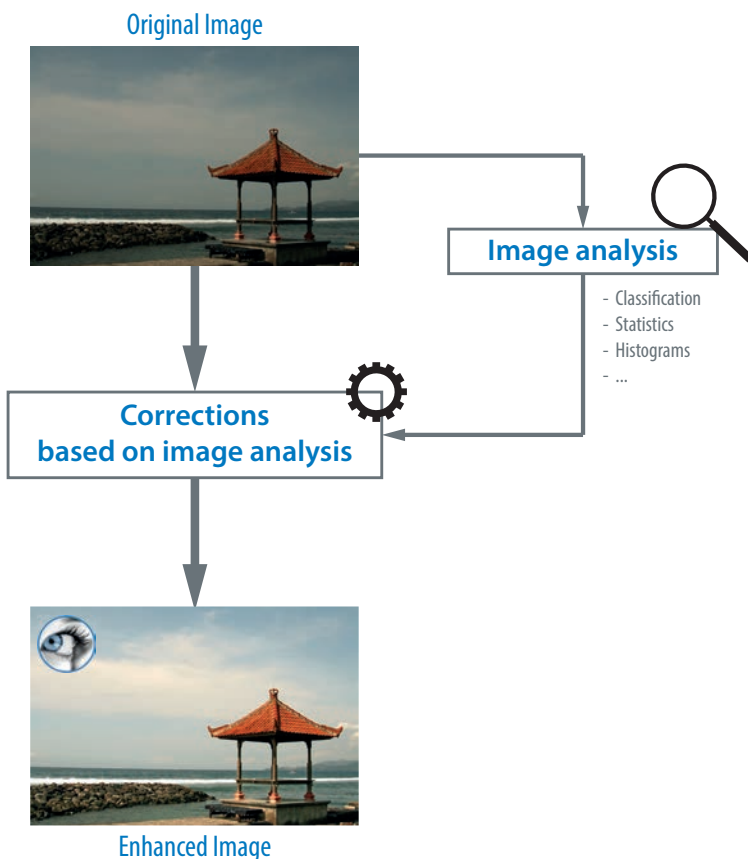 Original Image
Image analysis
- Classification
- Statistics
- Histograms
- ...
Corrections
based on image analysis
Enhanced Image